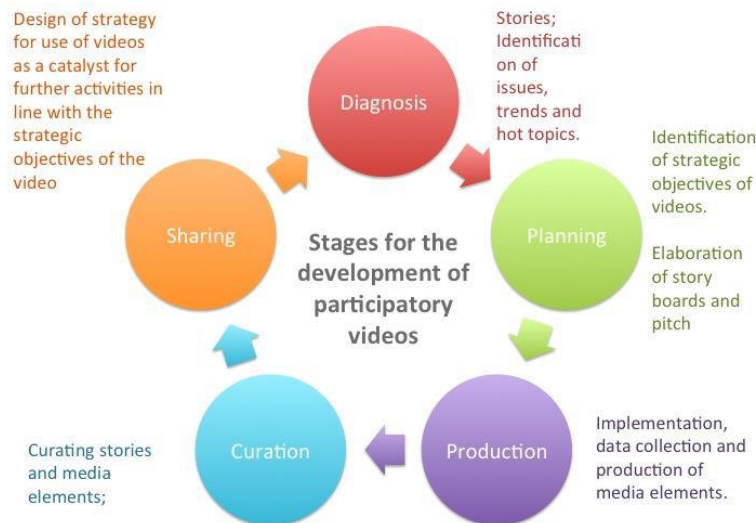 Design of strategy
for use of videos
as a catalyst for
further activities in
line with the
strategic
objectives of the
video
Diagnosis
Stories;
Identificati
on of
issues,
trends and
hot topics.
Sharing
Stages for the
development of
participatory
videos
Planning
Identification
of strategic
objectives of
videos.
Elaboration
of story
boards and
pitch
Curating stories
and media
elements;
Curation
Production
Implementation,
data collection and
production of
media elements.